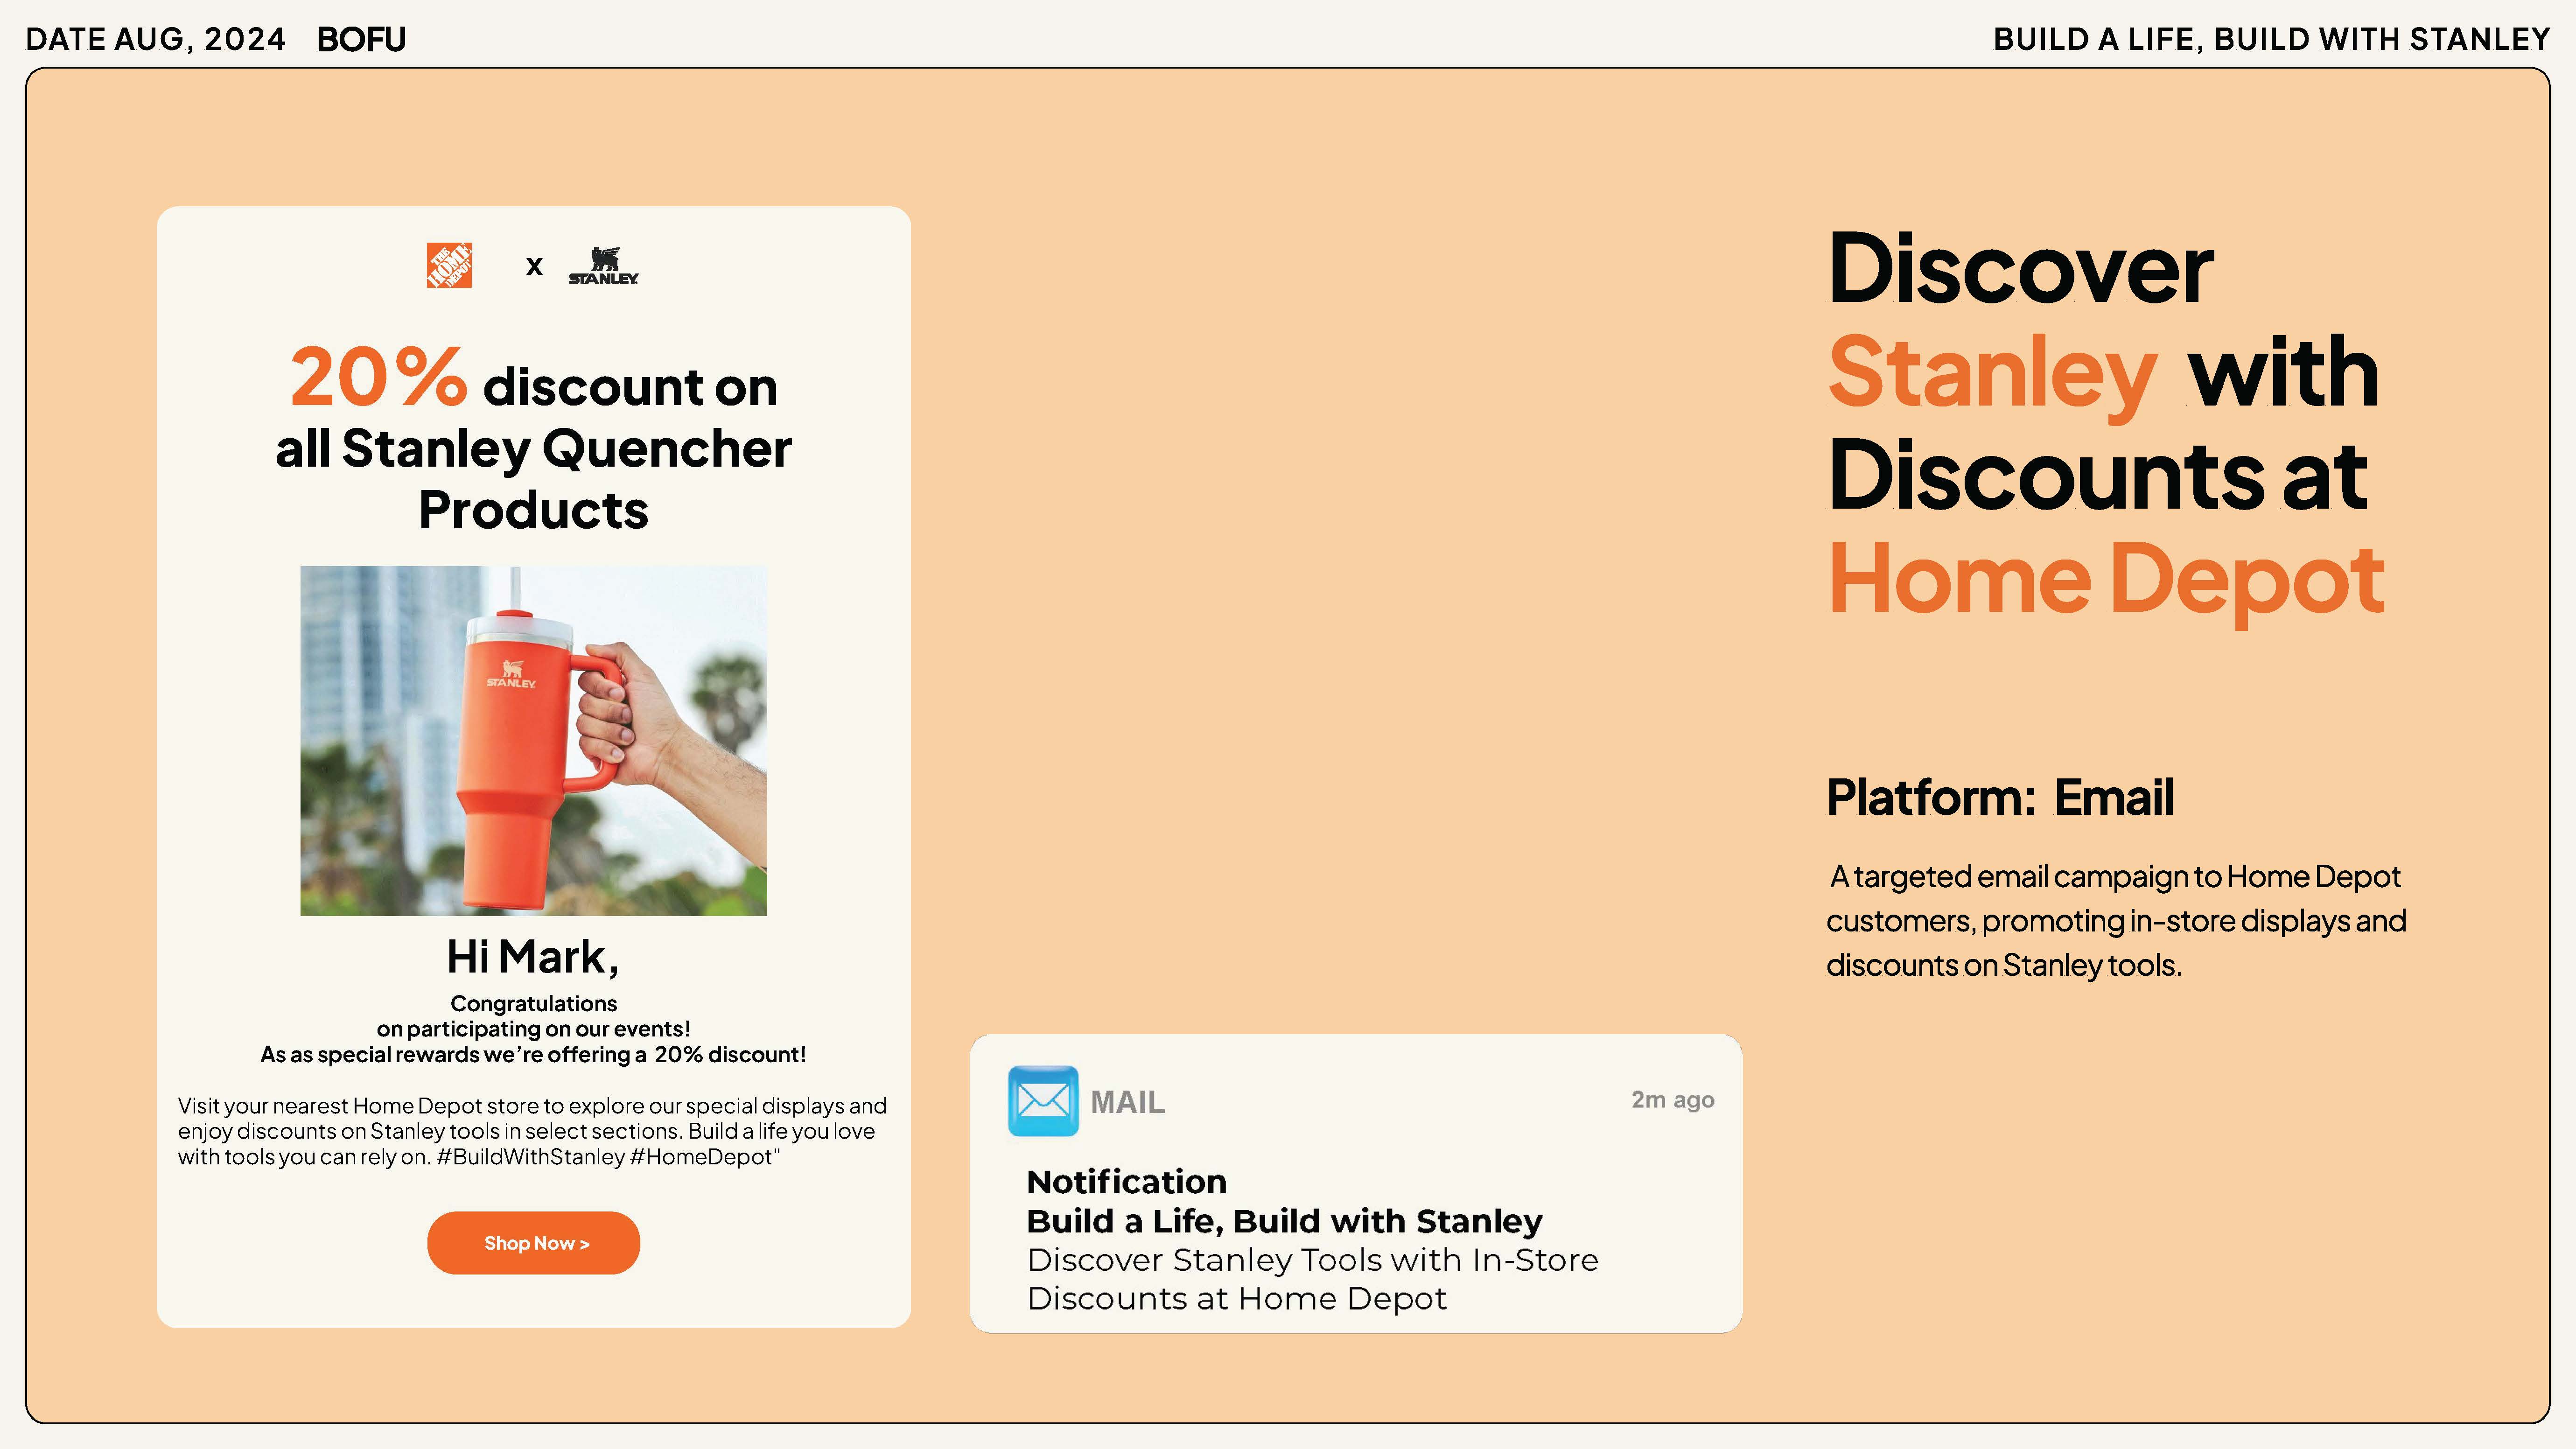 DATE AUG, 2024 BOFU
BUILD A LIFE, BUILD WITH STANLEY
THE HOME DEPOT X STANLEY
20% discount on
all Stanley Quencher
Products
STANLEY
Hi Mark,
Congratulations
on participating on our events!
As as special rewards we're offering a 20% discount!
Visit your nearest Home Depot store to explore our special displays and
enjoy discounts on Stanley tools in select sections. Build a life you love
with tools you can rely on. #BuildWithStanley #HomeDepot"
Shop Now >
MAIL 2m ago
Notification
Build a Life, Build with Stanley
Discover Stanley Tools with In-Store
Discounts at Home Depot
Discover
Stanley with
Discounts at
Home Depot
Platform: Email
A targeted email campaign to Home Depot
customers, promoting in-store displays and
discounts on Stanley tools.